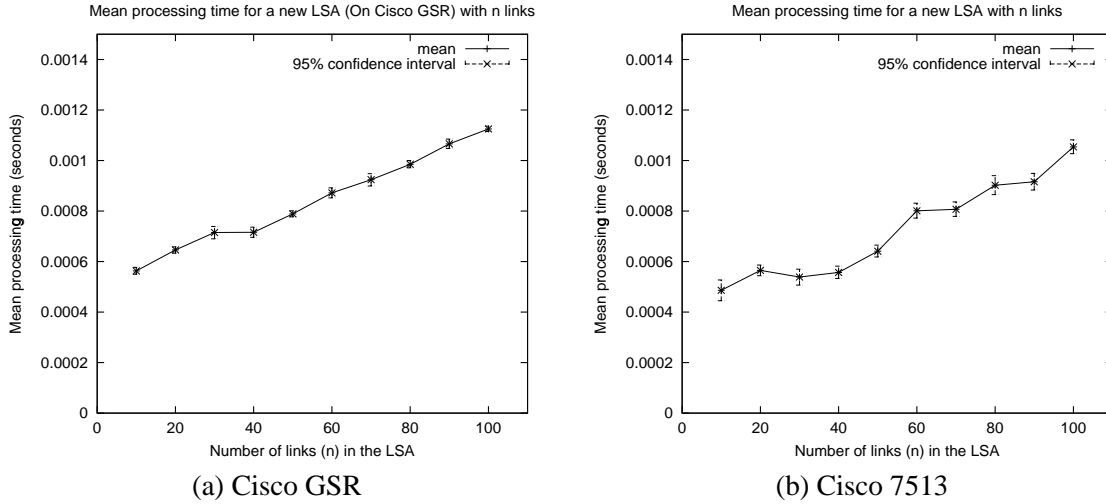 Mean processing time for a new LSA (On Cisco GSR) with n links
mean
95% confidence interval
0.0014
0.0012
0.001
0.0008
0.0006
0.0004
0.0002
0
Mean processing time (seconds)
0 20 40 60 80 100
Number of links (n) in the LSA
(a) Cisco GSR
Mean processing time for a new LSA with n links
mean
95% confidence interval
0.0014
0.0012
0.001
0.0008
0.0006
0.0004
0.0002
0
Mean processing time (seconds)
0 20 40 60 80 100
Number of links (n) in the LSA
(b) Cisco 7513